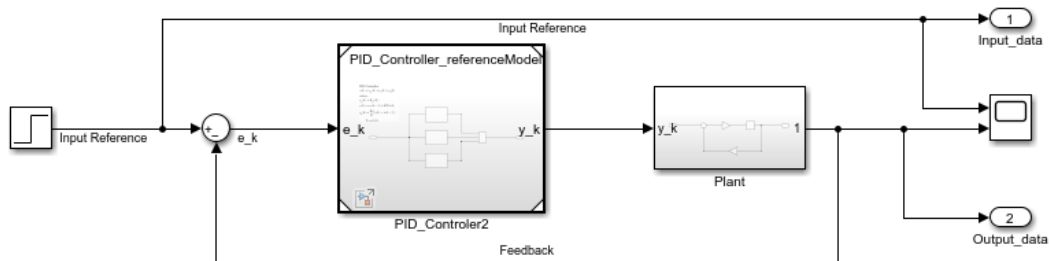 1
Input_data
Input Reference
PID_Controller_referenceModel
Input Reference
+
−
e_k
e_k
y_k
y_k
1
Plant
PID_Controler2
2
Output_data
Feedback